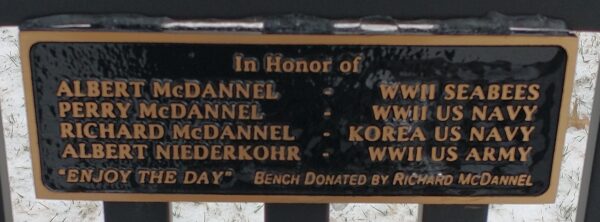 In Honor of
ALBERT McDANNEL - WWII SEABEES
PERRY McDANNEL - WWII US NAVY
RICHARD McDANNEL - KOREA US NAVY
ALBERT NIEDERKOHR - WWII US ARMY
"ENJOY THE DAY" BENCH DONATED BY RICHARD McDANNEL